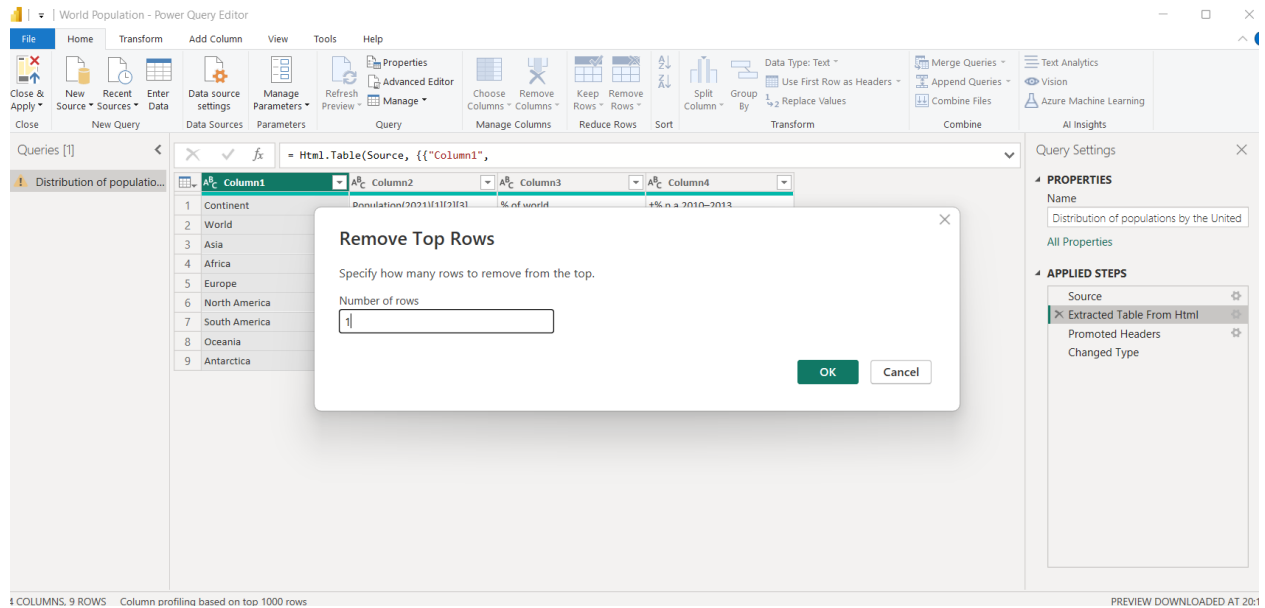 World Population - Power Query Editor
File Home Transform Add Column View Tools Help
Close & Apply
New Source
Recent Sources
Enter Data
Data source settings
Manage Parameters
Refresh Preview
Properties
Advanced Editor
Manage
Choose Columns
Remove Columns
Keep Rows
Remove Rows
Split Column
Group By
Data Type: Text
Use First Row as Headers
Replace Values
Merge Queries
Append Queries
Combine Files
Text Analytics
Vision
Azure Machine Learning
Close New Query Data Sources Parameters Query Manage Columns Reduce Rows Sort Transform Combine AI Insights
Queries [1]
Distribution of populatio...
fx = Html.Table(Source, {{"Column1",
Column1 Column2 Column3 Column4
1 Continent Population(2021)[1][2][3] % of world ±% p.a 2010–2013
2 World
3 Asia
4 Africa
5 Europe
6 North America
7 South America
8 Oceania
9 Antarctica
Remove Top Rows
Specify how many rows to remove from the top.
Number of rows
1
OK Cancel
Query Settings
PROPERTIES
Name
Distribution of populations by the United
All Properties
APPLIED STEPS
Source
Extracted Table From Html
Promoted Headers
Changed Type
4 COLUMNS, 9 ROWS Column profiling based on top 1000 rows PREVIEW DOWNLOADED AT 20:1